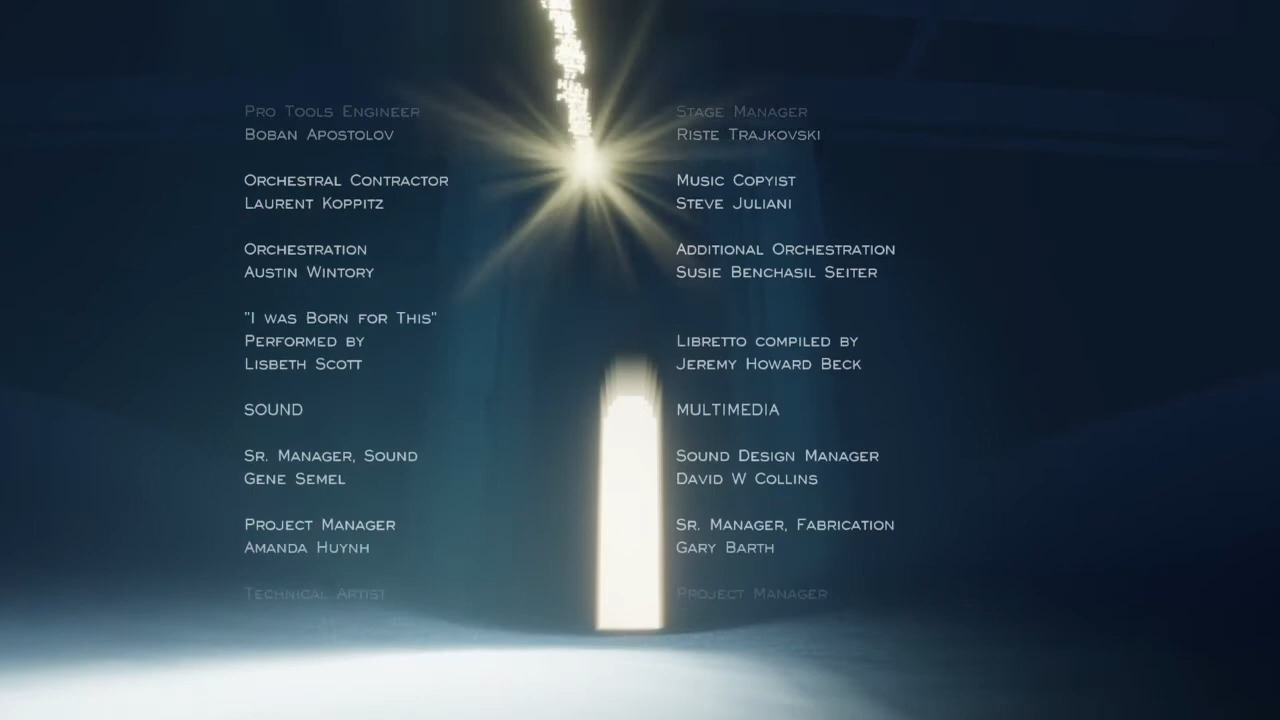 Pro Tools Engineer
Boban Apostolov
Orchestral Contractor
Laurent Koppitz
Orchestration
Austin Wintory
"I was Born for This"
Performed by
Lisbeth Scott
SOUND
Sr. Manager, Sound
Gene Semel
Project Manager
Amanda Huynh
Technical Artist
Stage Manager
Riste Trajkovski
Music Copyist
Steve Juliani
Additional Orchestration
Susie Benchasil Seiter
Libretto compiled by
Jeremy Howard Beck
MULTIMEDIA
Sound Design Manager
David W Collins
Sr. Manager, Fabrication
Gary Barth
Project Manager